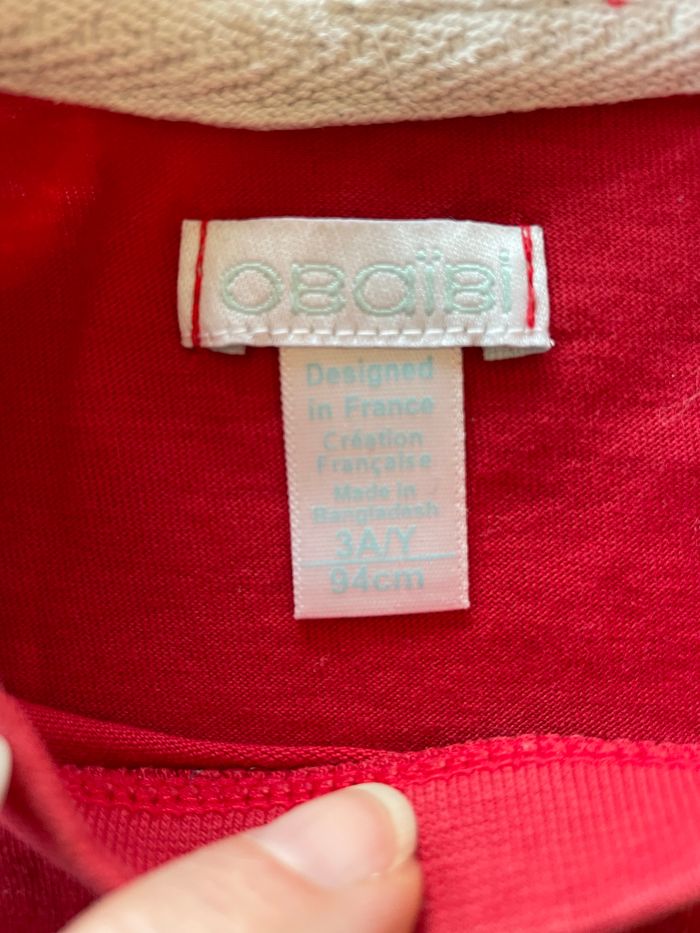 OBAÏBI
Designed
in France
Création
Française
Made in
Bangladesh
3A/Y
94cm